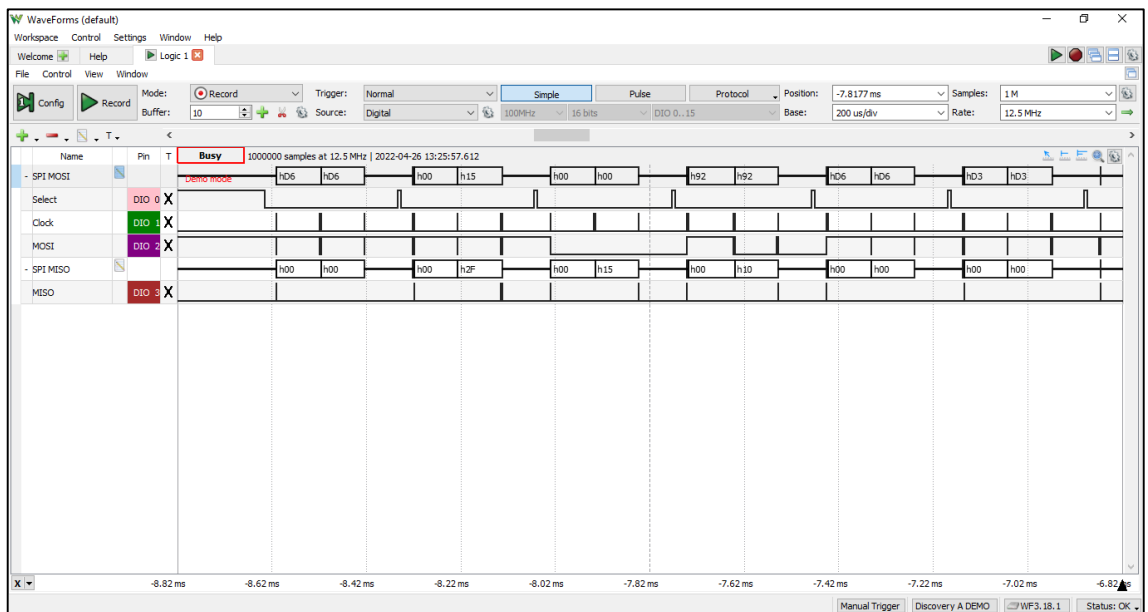 WaveForms (default)
Workspace Control Settings Window Help
Welcome Help Logic 1
File Control View Window
Config Record Mode: Record Trigger: Normal Simple Pulse Protocol Position: -7.8177 ms Samples: 1 M
Buffer: 10 Source: Digital 100MHz 16 bits DIO 0..15 Base: 200 us/div Rate: 12.5 MHz
T
Name Pin T Busy 1000000 samples at 12.5 MHz | 2022-04-26 13:25:57.612
- SPI MOSI Demo mode hD6 hD6 h00 h15 h00 h00 h92 h92 hD6 hD6 hD3 hD3
Select DIO 0 X
Clock DIO 1 X
MOSI DIO 2 X
- SPI MISO h00 h00 h00 h2F h00 h15 h00 h10 h00 h00 h00 h00
MISO DIO 3 X
X -8.82 ms -8.62 ms -8.42 ms -8.22 ms -8.02 ms -7.82 ms -7.62 ms -7.42 ms -7.22 ms -7.02 ms -6.82 ms
Manual Trigger Discovery A DEMO WF3.18.1 Status: OK